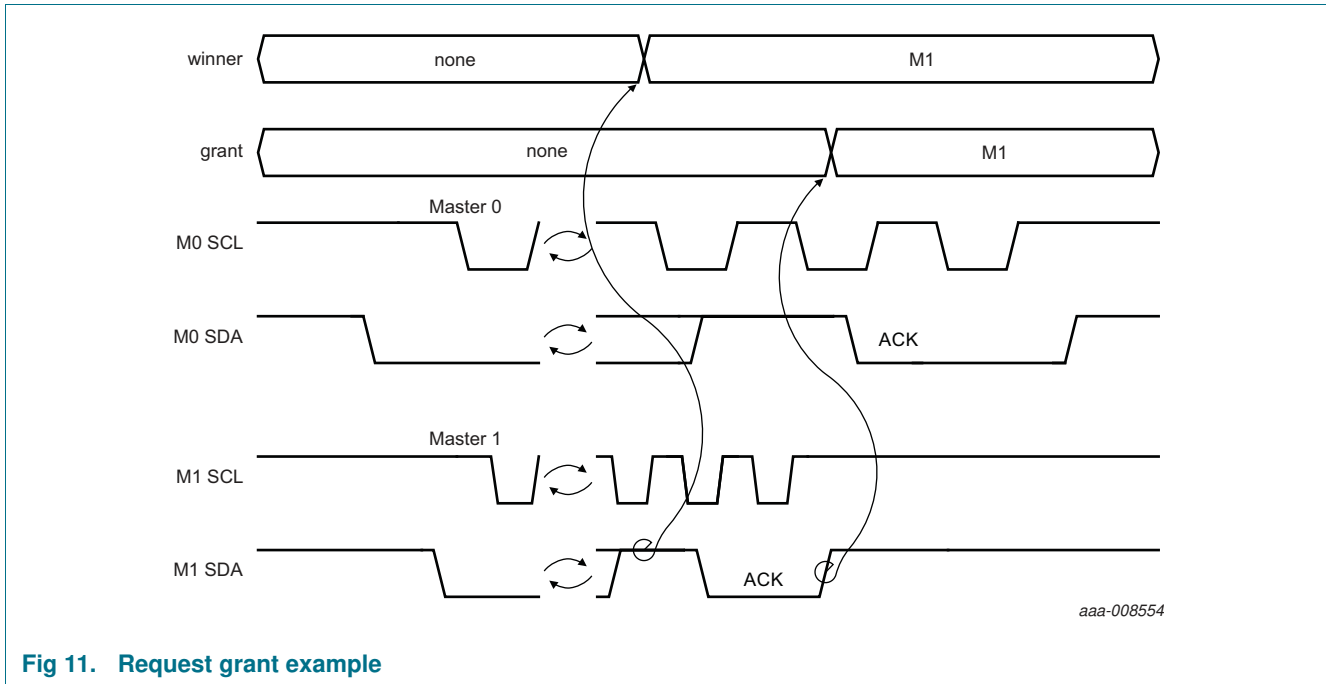 winner none M1
grant none M1
Master 0
M0 SCL
M0 SDA ACK
Master 1
M1 SCL
M1 SDA ACK
aaa-008554
Fig 11. Request grant example